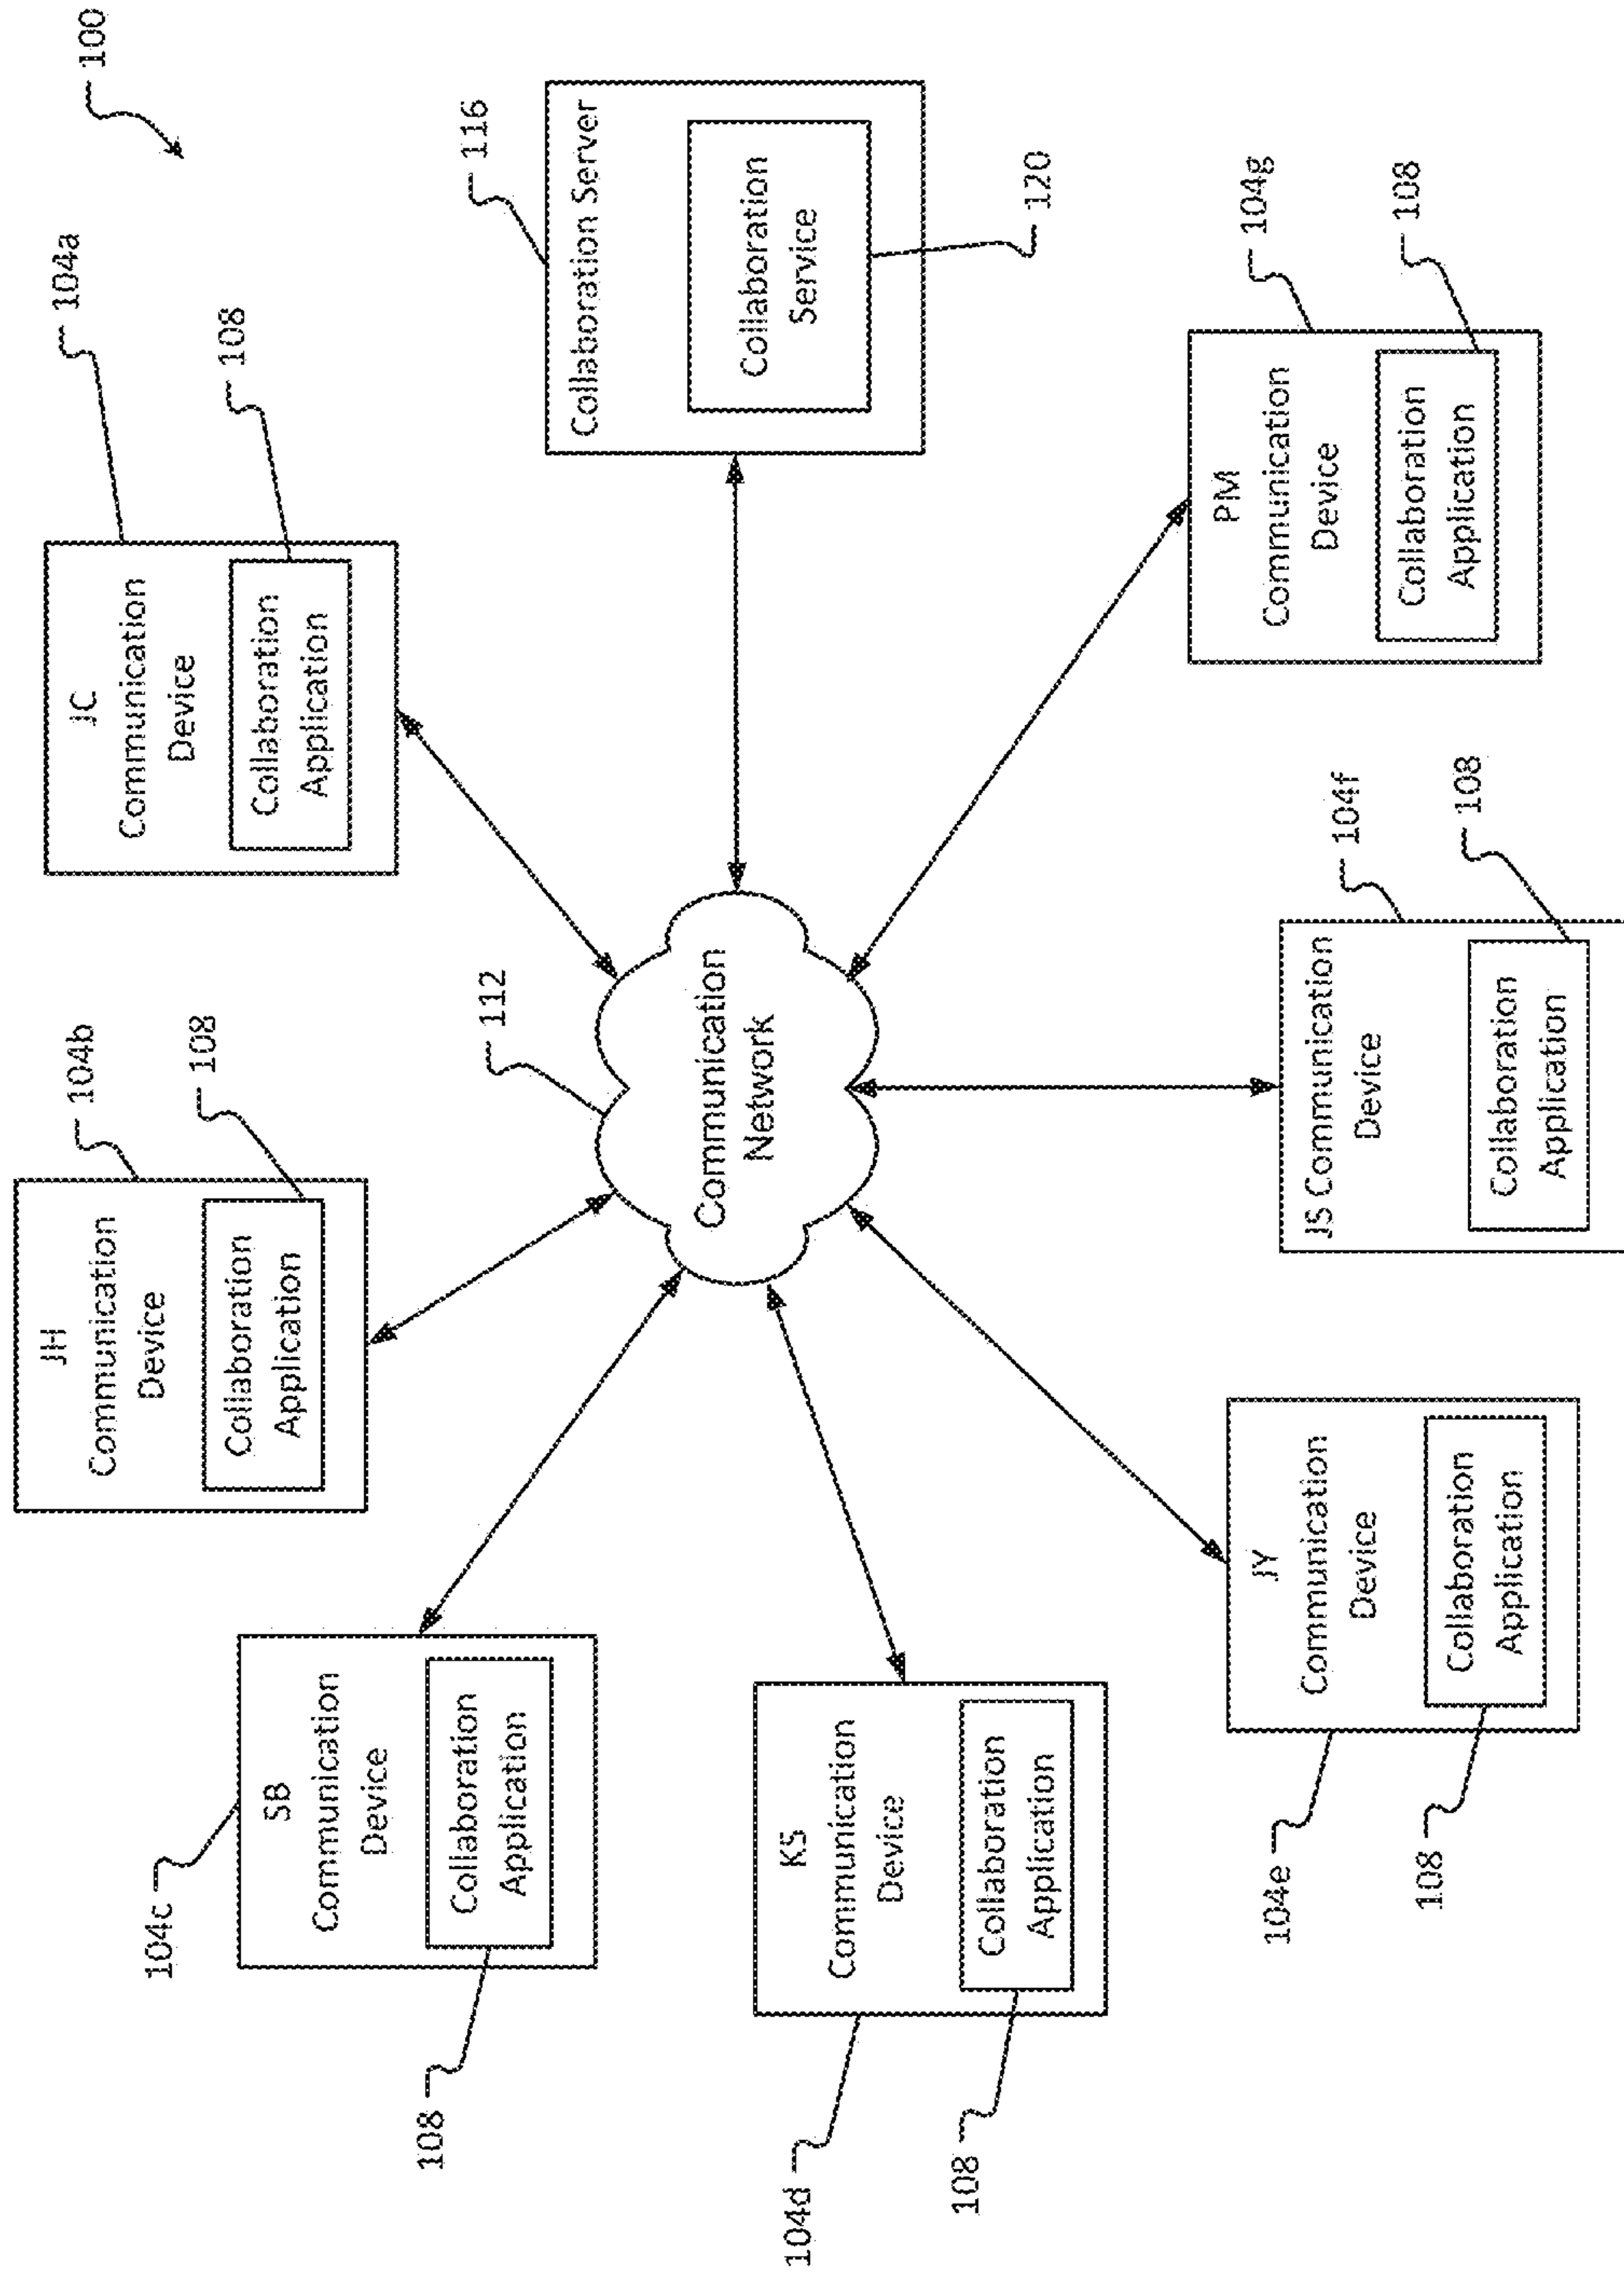 100
JC
Communication
Device
Collaboration
Application
104a
108
JH
Communication
Device
Collaboration
Application
104b
108
SB
Communication
Device
Collaboration
Application
104c
108
KS
Communication
Device
Collaboration
Application
104d
108
JY
Communication
Device
Collaboration
Application
104e
108
JS Communication
Device
Collaboration
Application
104f
108
PM
Communication
Device
Collaboration
Application
104g
108
Communication
Network
112
Collaboration Server
Collaboration
Service
116
120